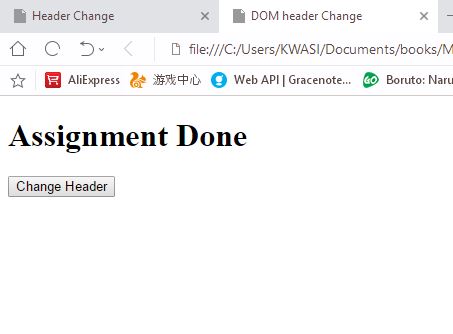 Header Change
DOM header Change
file:///C:/Users/KWASI/Documents/books/M
AliExpress 游戏中心 Web API | Gracenote... GO Boruto: Naru
Assignment Done
Change Header